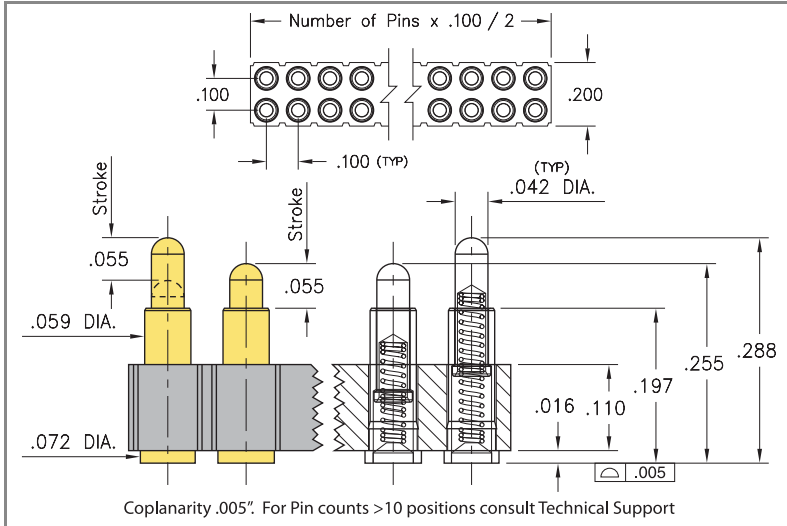 Number of Pins x .100 / 2
.100
.200
.100 (TYP)
(TYP)
.042 DIA.
Stroke
Stroke
.055
.055
.059 DIA.
.072 DIA.
.016
.110
.197
.255
.288
.005
Coplanarity .005". For Pin counts >10 positions consult Technical Support